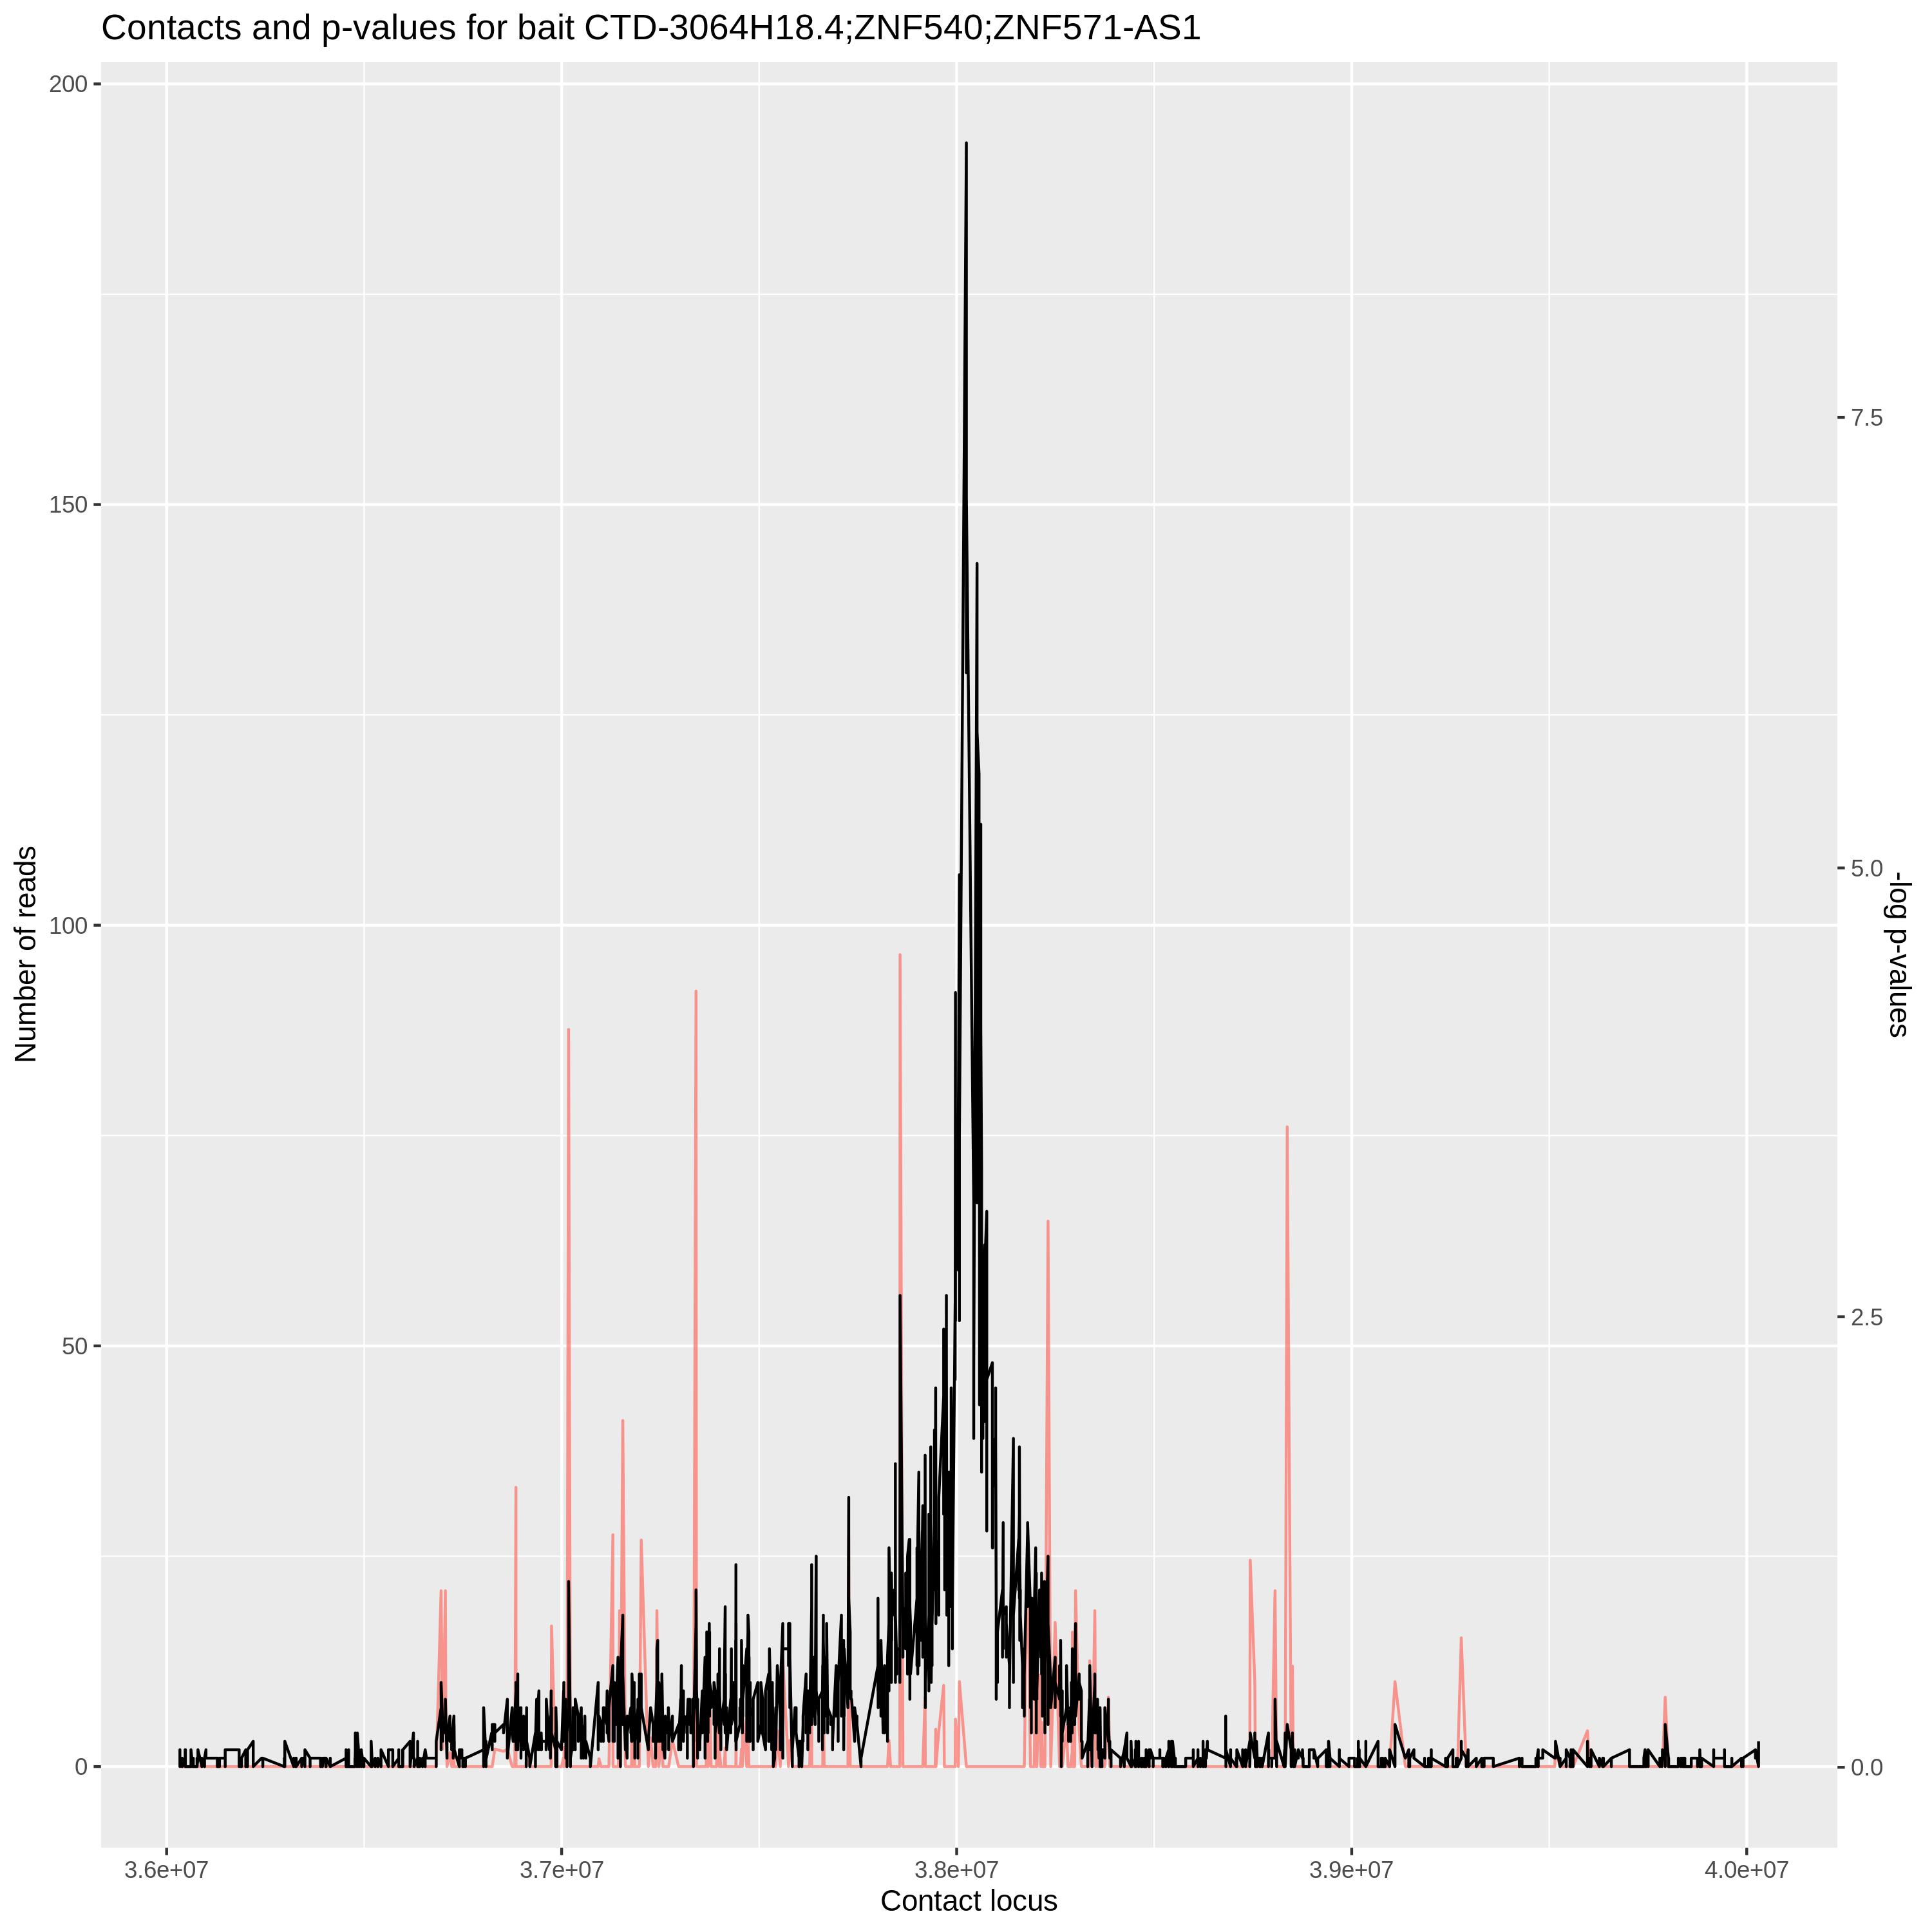 Contacts and p-values for bait CTD-3064H18.4;ZNF540;ZNF571-AS1
200
150
100
50
0
Number of reads
7.5
5.0
2.5
0.0
-log p-values
3.6e+07 3.7e+07 3.8e+07 3.9e+07 4.0e+07
Contact locus